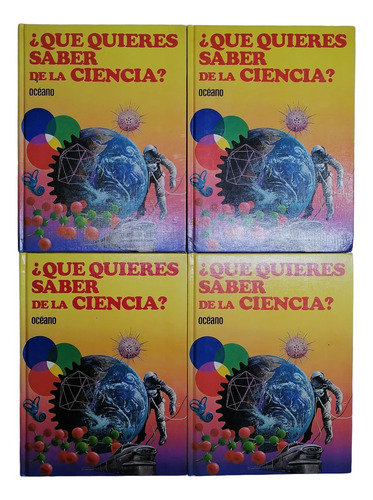 ¿QUE QUIERES
SABER
DE LA CIENCIA?
océano
¿QUE QUIERES
SABER
DE LA CIENCIA?
océano
¿QUE QUIERES
SABER
DE LA CIENCIA?
océano
¿QUE QUIERES
SABER
DE LA CIENCIA?
océano